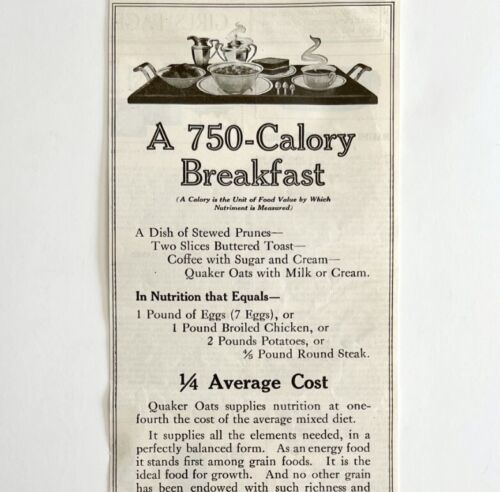 A 750-Calory
Breakfast
(A Calory is the Unit of Food Value by Which
Nutriment is Measured)
A Dish of Stewed Prunes—
Two Slices Buttered Toast—
Coffee with Sugar and Cream—
Quaker Oats with Milk or Cream.
In Nutrition that Equals—
1 Pound of Eggs (7 Eggs), or
1 Pound Broiled Chicken, or
2 Pounds Potatoes, or
⅘ Pound Round Steak.
¼ Average Cost
Quaker Oats supplies nutrition at one-
fourth the cost of the average mixed diet.
It supplies all the elements needed, in a
perfectly balanced form. As an energy food
it stands first among grain foods. It is the
ideal food for growth. And no other grain
has been endowed with such richness and